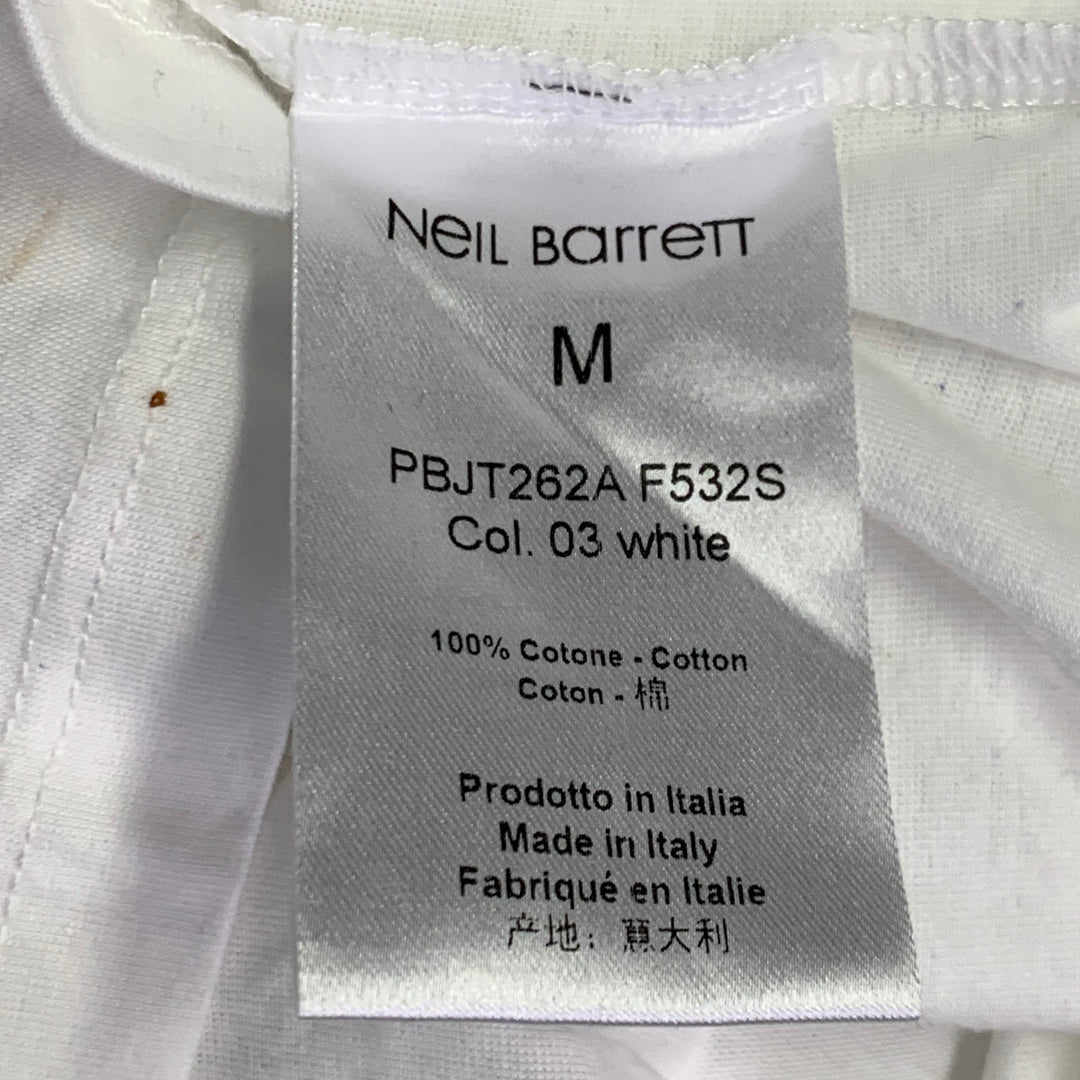 Neil Barrett
M
PBJT262A F532S
Col. 03 white
100% Cotone - Cotton
Coton - 棉
Prodotto in Italia
Made in Italy
Fabriqué en Italie
产地: 意大利